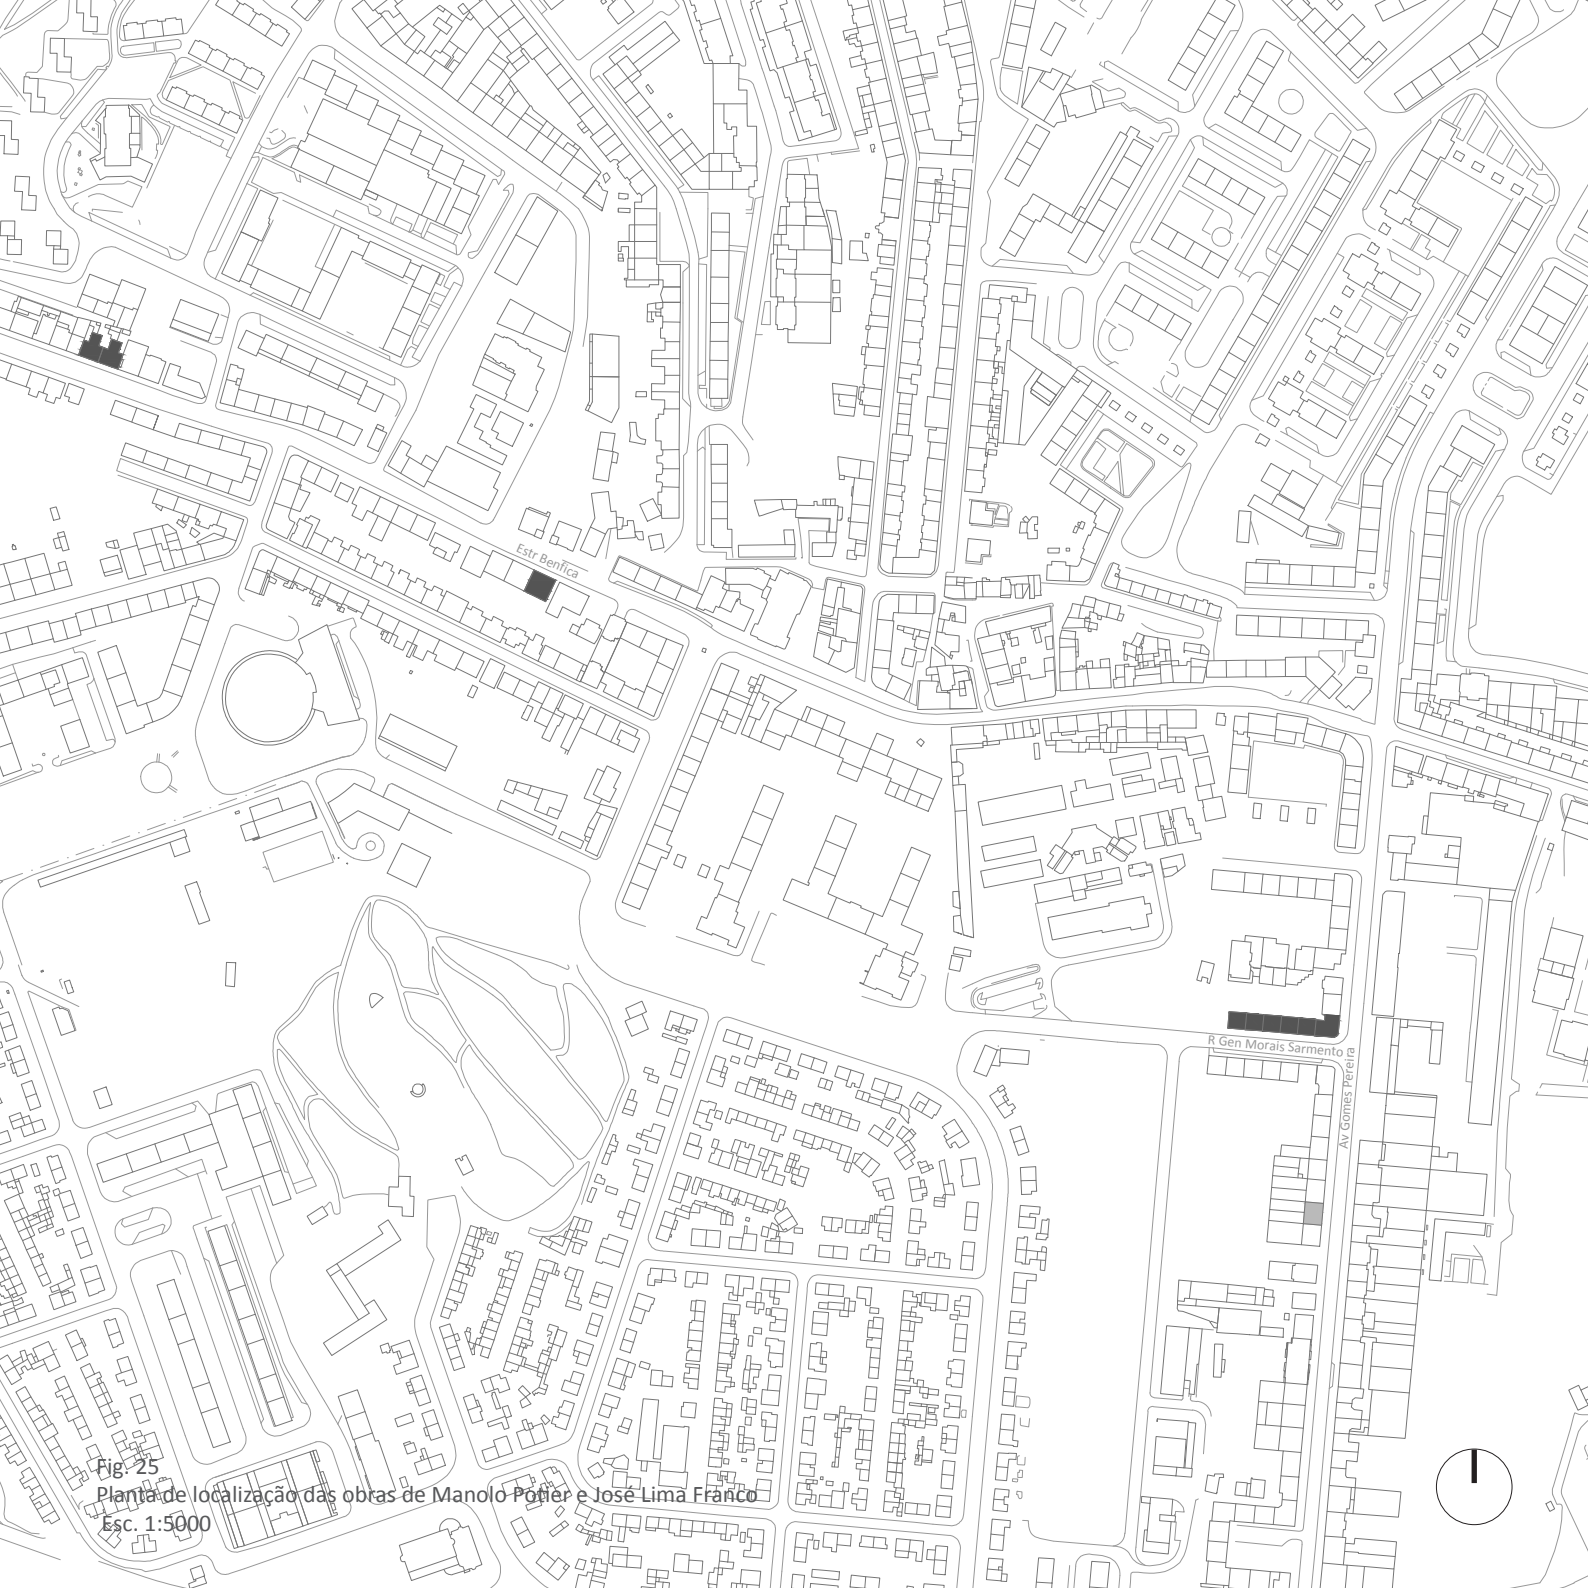 Estr Benfica
R Gen Morais Sarmento
Av Gomes Pereira
Fig. 25
Planta de localização das obras de Manolo Potier e José Lima Franco
Esc. 1:5000